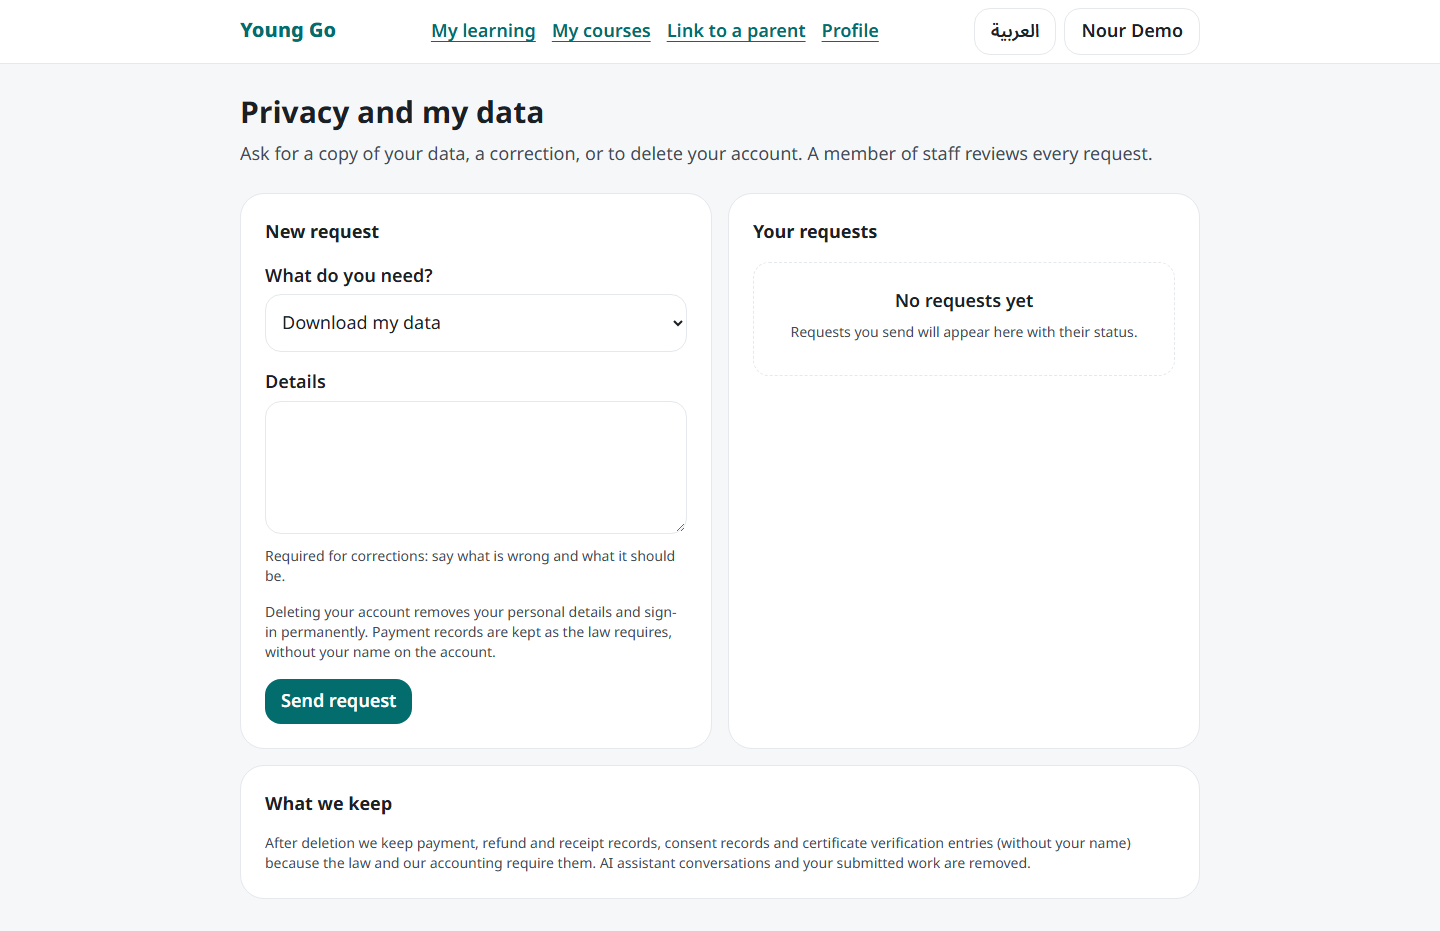 Young Go
My learning
My courses
Link to a parent
Profile
العربية
Nour Demo
Privacy and my data
Ask for a copy of your data, a correction, or to delete your account. A member of staff reviews every request.
New request
What do you need?
Download my data
Details
Required for corrections: say what is wrong and what it should
be.
Deleting your account removes your personal details and sign-
in permanently. Payment records are kept as the law requires,
without your name on the account.
Send request
Your requests
No requests yet
Requests you send will appear here with their status.
What we keep
After deletion we keep payment, refund and receipt records, consent records and certificate verification entries (without your name)
because the law and our accounting require them. AI assistant conversations and your submitted work are removed.